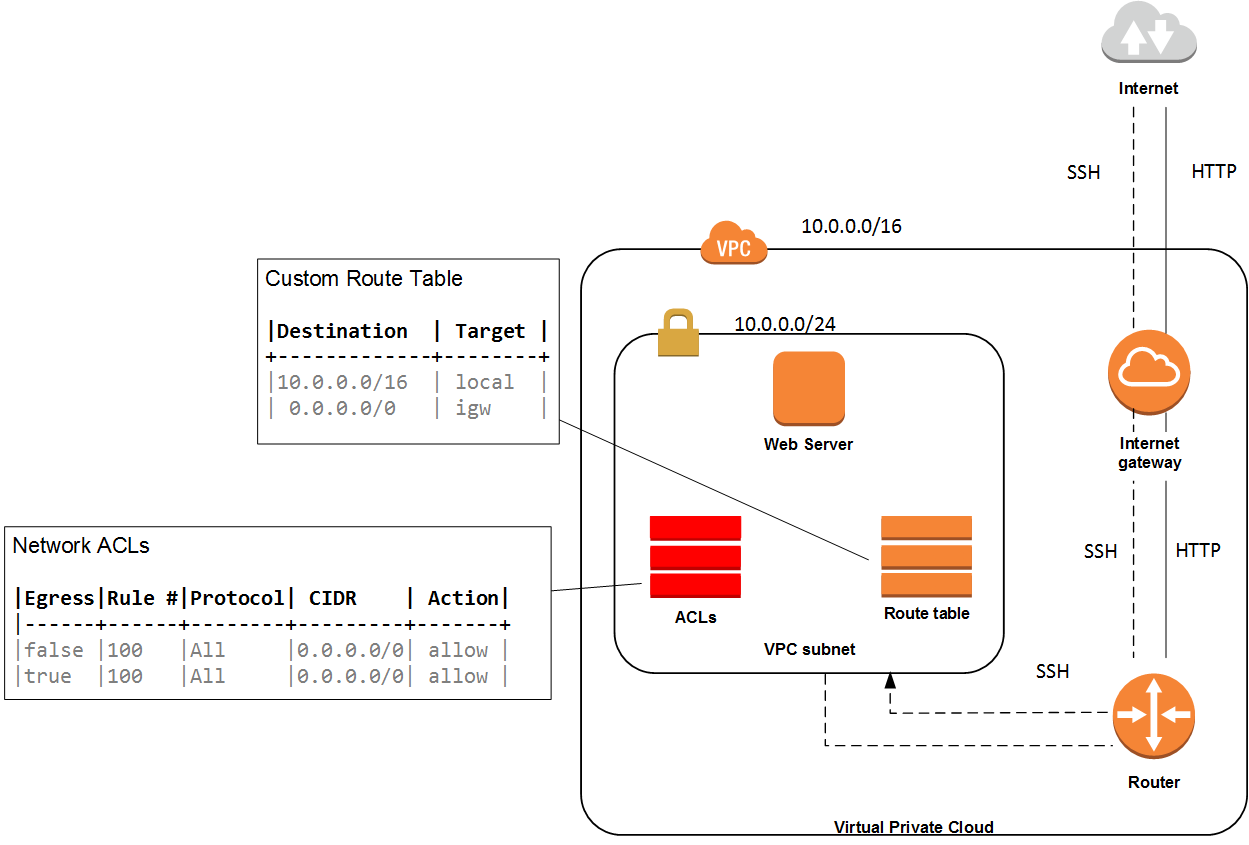 Internet
SSH
HTTP
10.0.0.0/16
VPC
Custom Route Table
|Destination | Target |
+-------------+--------+
|10.0.0.0/16 | local |
| 0.0.0.0/0 | igw |
10.0.0.0/24
Web Server
Internet
gateway
Network ACLs
|Egress|Rule #|Protocol| CIDR | Action|
|------+------+--------+---------+-------+
|false |100 |All |0.0.0.0/0| allow |
|true |100 |All |0.0.0.0/0| allow |
ACLs
Route table
VPC subnet
SSH
HTTP
SSH
Router
Virtual Private Cloud